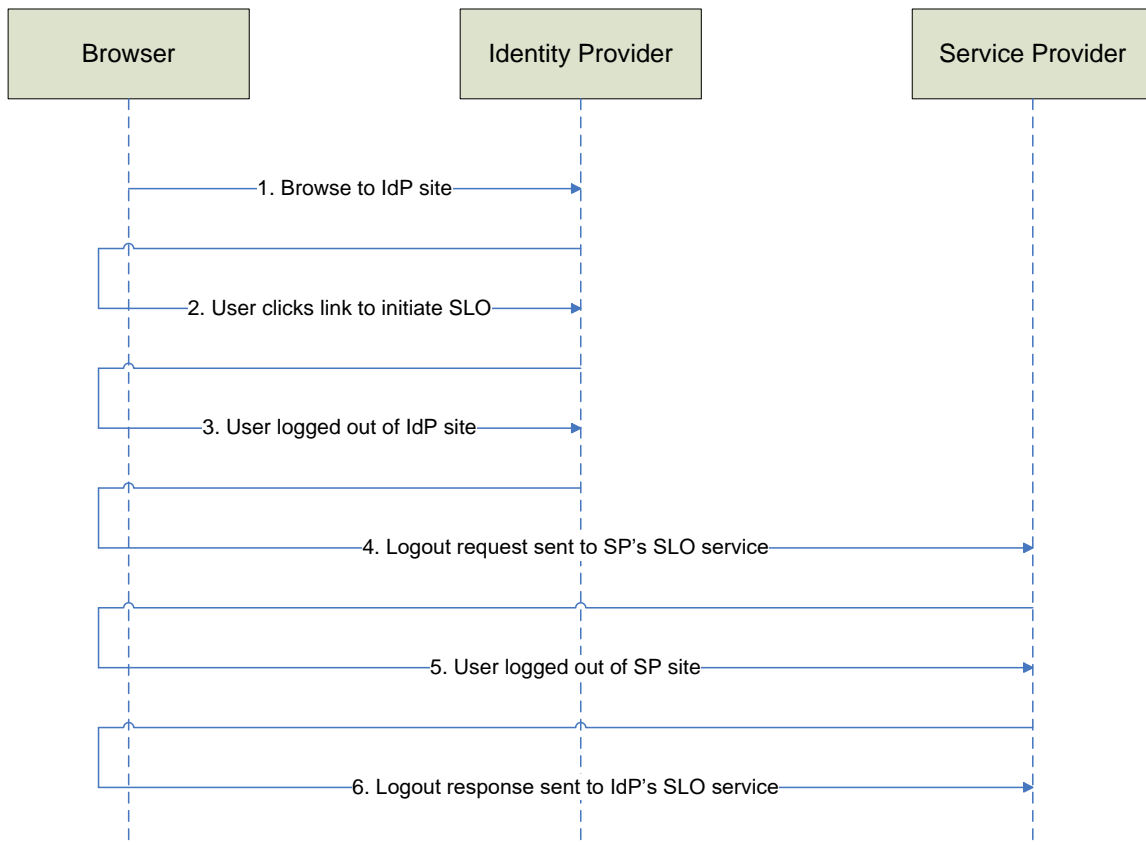 Browser
Identity Provider
Service Provider
1. Browse to IdP site
2. User clicks link to initiate SLO
3. User logged out of IdP site
4. Logout request sent to SP’s SLO service
5. User logged out of SP site
6. Logout response sent to IdP’s SLO service